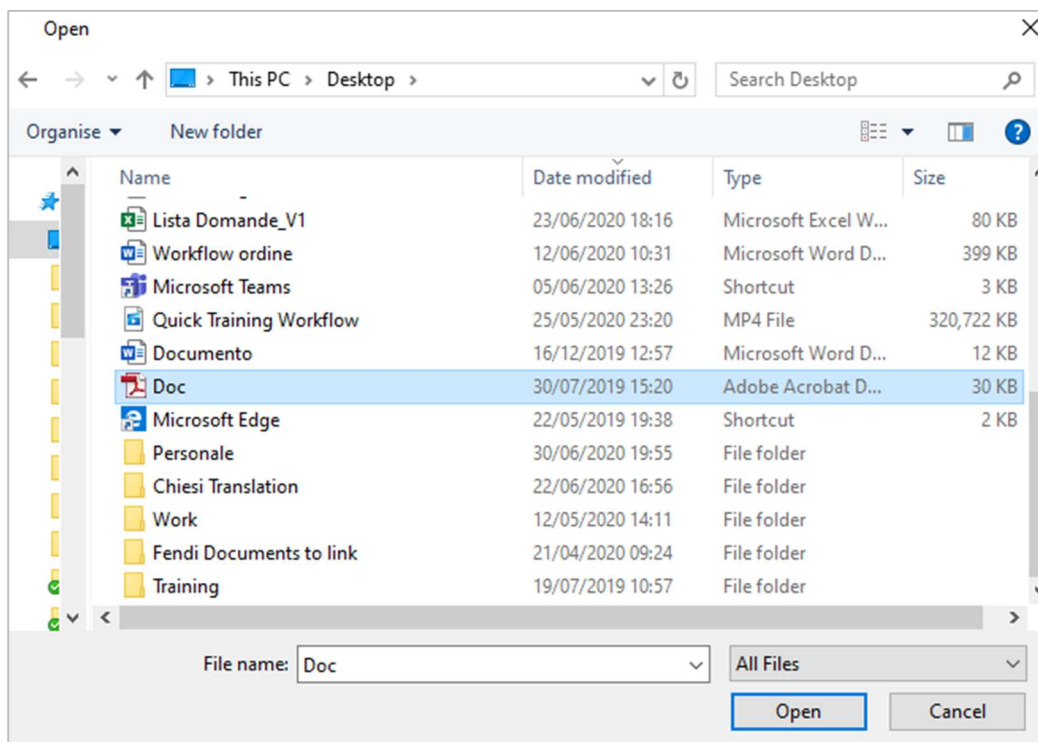 Open
This PC > Desktop >
Search Desktop
Organise
New folder
Name Date modified Type Size
Lista Domande_V1 23/06/2020 18:16 Microsoft Excel W... 80 KB
Workflow ordine 12/06/2020 10:31 Microsoft Word D... 399 KB
Microsoft Teams 05/06/2020 13:26 Shortcut 3 KB
Quick Training Workflow 25/05/2020 23:20 MP4 File 320,722 KB
Documento 16/12/2019 12:57 Microsoft Word D... 12 KB
Doc 30/07/2019 15:20 Adobe Acrobat D... 30 KB
Microsoft Edge 22/05/2019 19:38 Shortcut 2 KB
Personale 30/06/2020 19:55 File folder
Chiesi Translation 22/06/2020 16:56 File folder
Work 12/05/2020 14:11 File folder
Fendi Documents to link 21/04/2020 09:24 File folder
Training 19/07/2019 10:57 File folder
File name: Doc
All Files
Open Cancel